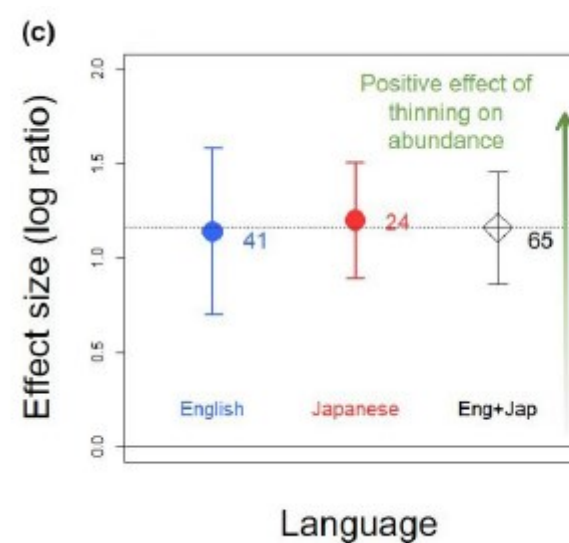 (c)
Effect size (log ratio)
2.0
1.5
1.0
0.5
0.0
Positive effect of
thinning on
abundance
41
24
65
English
Japanese
Eng+Jap
Language